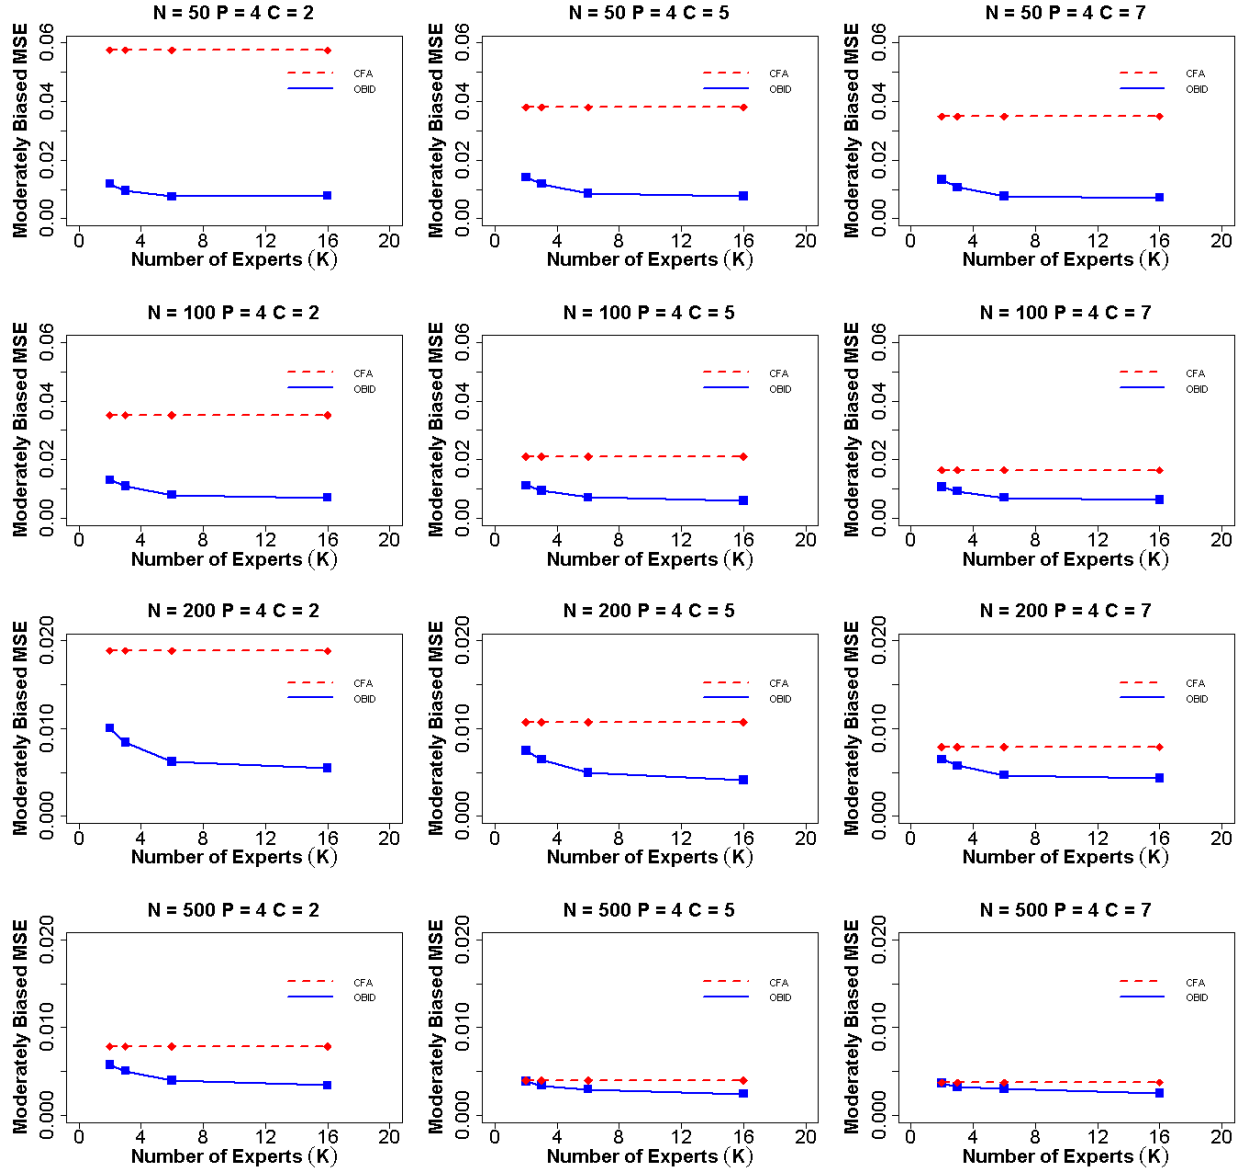 N = 50 P = 4 C = 2
Moderately Biased MSE
0.06
0.04
0.02
0.00
CFA
OBID
0 4 8 12 16 20
Number of Experts (K)
N = 50 P = 4 C = 5
Moderately Biased MSE
0.06
0.04
0.02
0.00
CFA
OBID
0 4 8 12 16 20
Number of Experts (K)
N = 50 P = 4 C = 7
Moderately Biased MSE
0.06
0.04
0.02
0.00
CFA
OBID
0 4 8 12 16 20
Number of Experts (K)
N = 100 P = 4 C = 2
Moderately Biased MSE
0.06
0.04
0.02
0.00
CFA
OBID
0 4 8 12 16 20
Number of Experts (K)
N = 100 P = 4 C = 5
Moderately Biased MSE
0.06
0.04
0.02
0.00
CFA
OBID
0 4 8 12 16 20
Number of Experts (K)
N = 100 P = 4 C = 7
Moderately Biased MSE
0.06
0.04
0.02
0.00
CFA
OBID
0 4 8 12 16 20
Number of Experts (K)
N = 200 P = 4 C = 2
Moderately Biased MSE
0.020
0.010
0.000
CFA
OBID
0 4 8 12 16 20
Number of Experts (K)
N = 200 P = 4 C = 5
Moderately Biased MSE
0.020
0.010
0.000
CFA
OBID
0 4 8 12 16 20
Number of Experts (K)
N = 200 P = 4 C = 7
Moderately Biased MSE
0.020
0.010
0.000
CFA
OBID
0 4 8 12 16 20
Number of Experts (K)
N = 500 P = 4 C = 2
Moderately Biased MSE
0.020
0.010
0.000
CFA
OBID
0 4 8 12 16 20
Number of Experts (K)
N = 500 P = 4 C = 5
Moderately Biased MSE
0.020
0.010
0.000
CFA
OBID
0 4 8 12 16 20
Number of Experts (K)
N = 500 P = 4 C = 7
Moderately Biased MSE
0.020
0.010
0.000
CFA
OBID
0 4 8 12 16 20
Number of Experts (K)